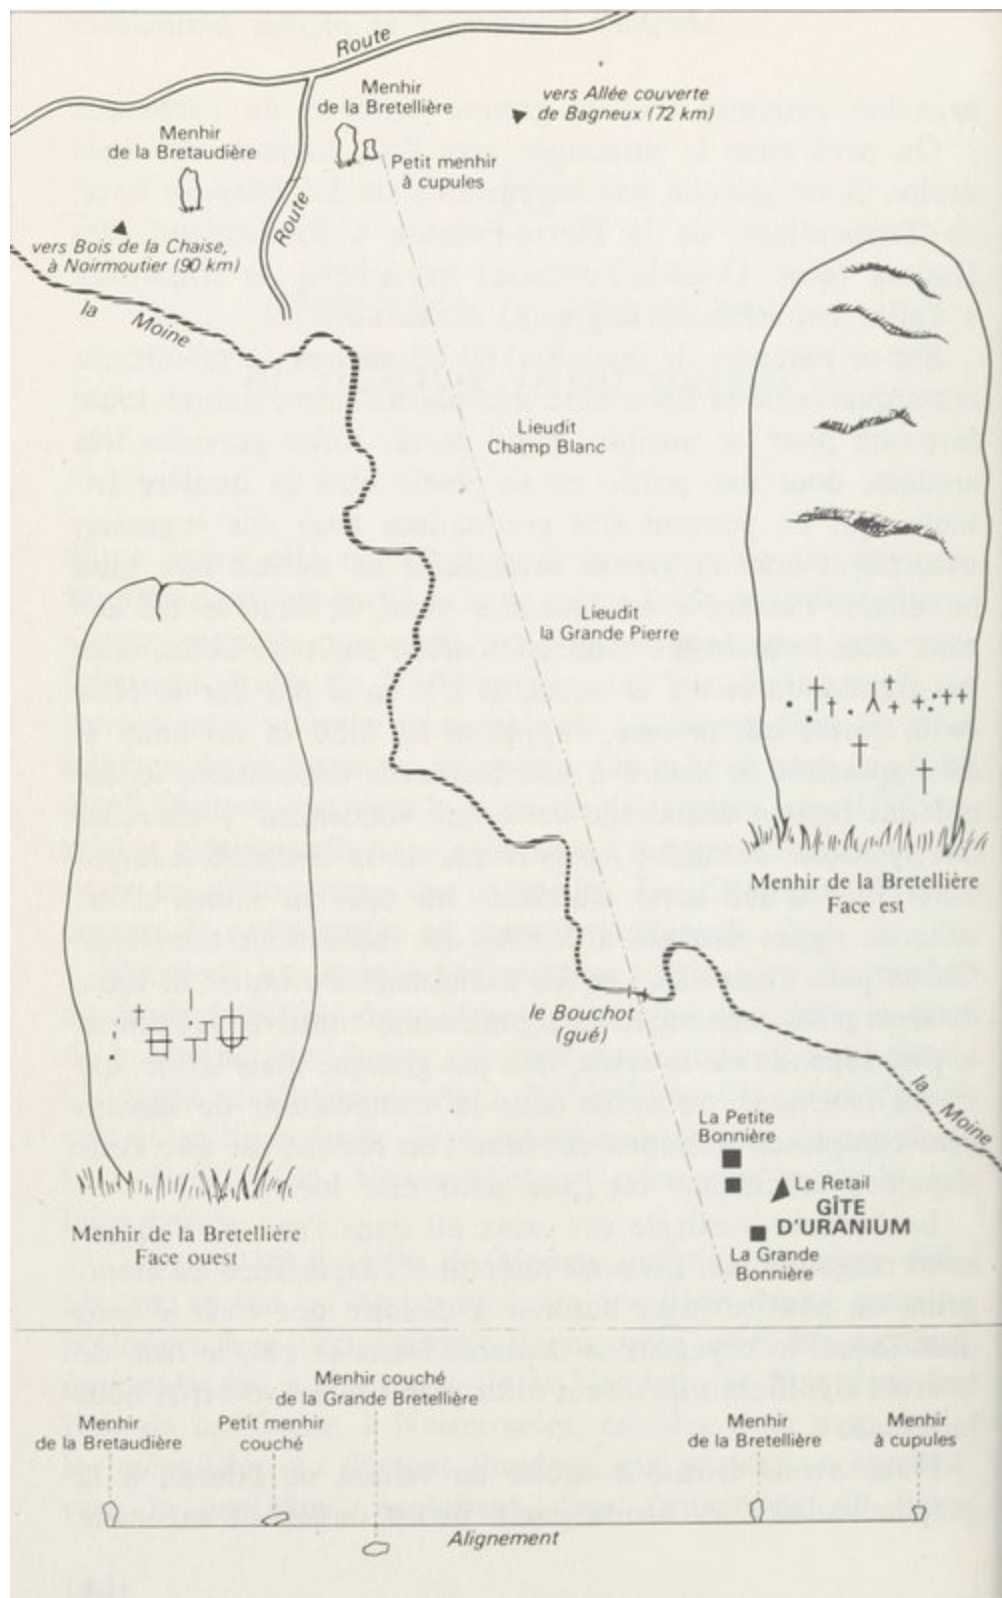 Route
Menhir
de la Bretellière
vers Allée couverte
de Bagneux (72 km)
Menhir
de la Bretaudière
Petit menhir
à cupules
Route
vers Bois de la Chaise,
à Noirmoutier (90 km)
la Moine
Lieudit
Champ Blanc
Lieudit
la Grande Pierre
Menhir de la Bretellière
Face est
le Bouchot
(gué)
la Moine
La Petite
Bonnière
Le Retail
GÎTE
D'URANIUM
La Grande
Bonnière
Menhir de la Bretellière
Face ouest
Menhir couché
de la Grande Bretellière
Menhir
de la Bretaudière
Petit menhir
couché
Menhir
de la Bretellière
Menhir
à cupules
Alignement